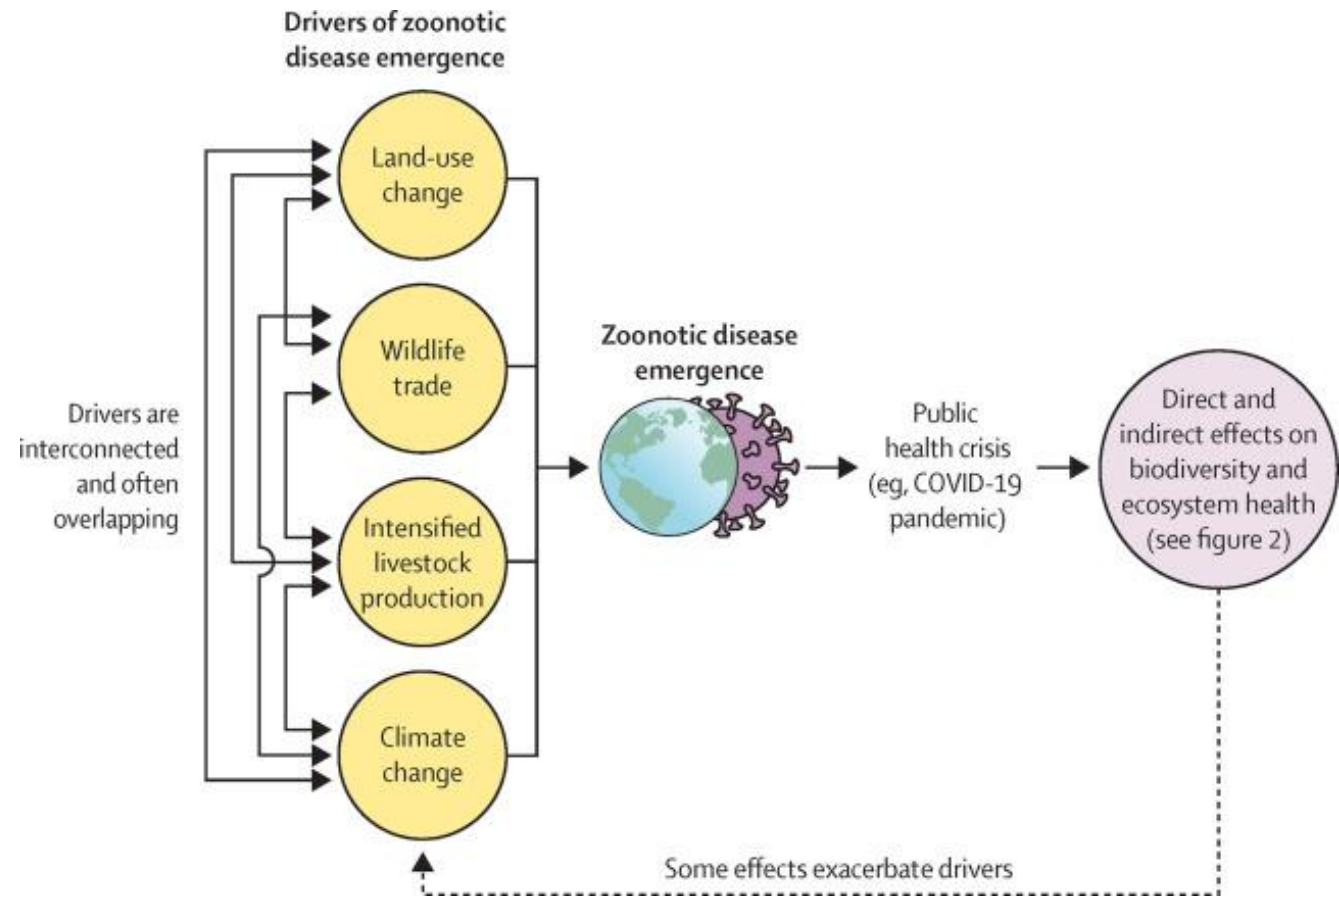 Drivers of zoonotic
disease emergence
Land-use
change
Wildlife
trade
Intensified
livestock
production
Climate
change
Drivers are
interconnected
and often
overlapping
Zoonotic disease
emergence
Public
health crisis
(eg, COVID-19
pandemic)
Direct and
indirect effects on
biodiversity and
ecosystem health
(see figure 2)
Some effects exacerbate drivers